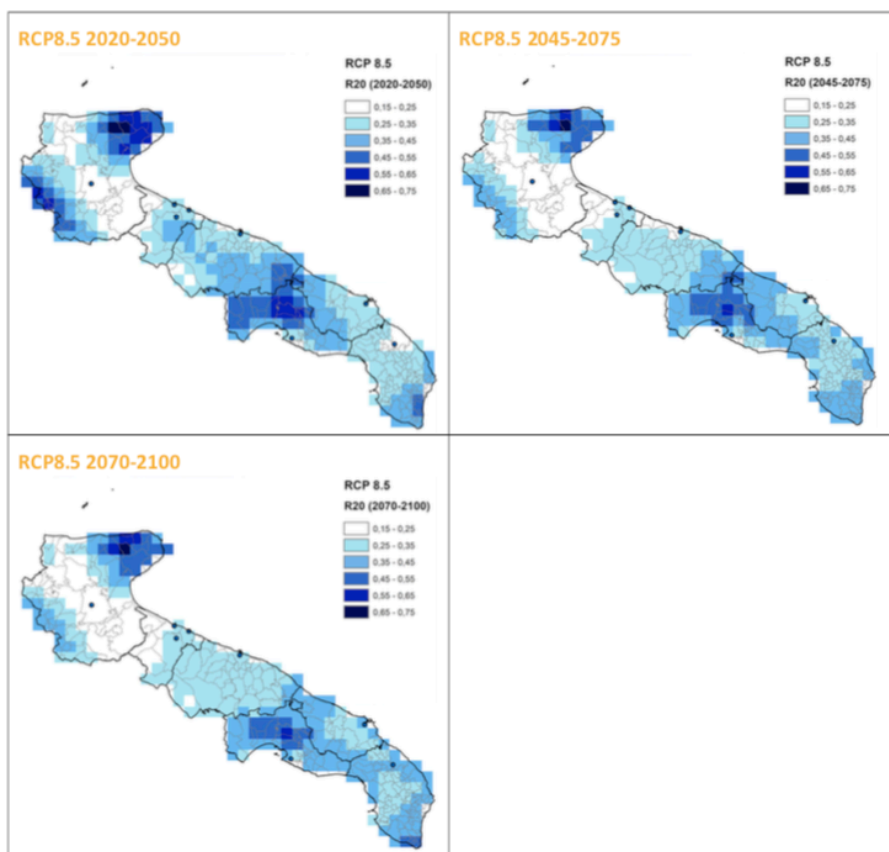 RCP8.5 2020-2050
RCP 8.5
R20 (2020-2050)
0,15 - 0,25
0,25 - 0,35
0,35 - 0,45
0,45 - 0,55
0,55 - 0,65
0,65 - 0,75
RCP8.5 2045-2075
RCP 8.5
R20 (2045-2075)
0,15 - 0,25
0,25 - 0,35
0,35 - 0,45
0,45 - 0,55
0,55 - 0,65
0,65 - 0,75
RCP8.5 2070-2100
RCP 8.5
R20 (2070-2100)
0,15 - 0,25
0,25 - 0,35
0,35 - 0,45
0,45 - 0,55
0,55 - 0,65
0,65 - 0,75